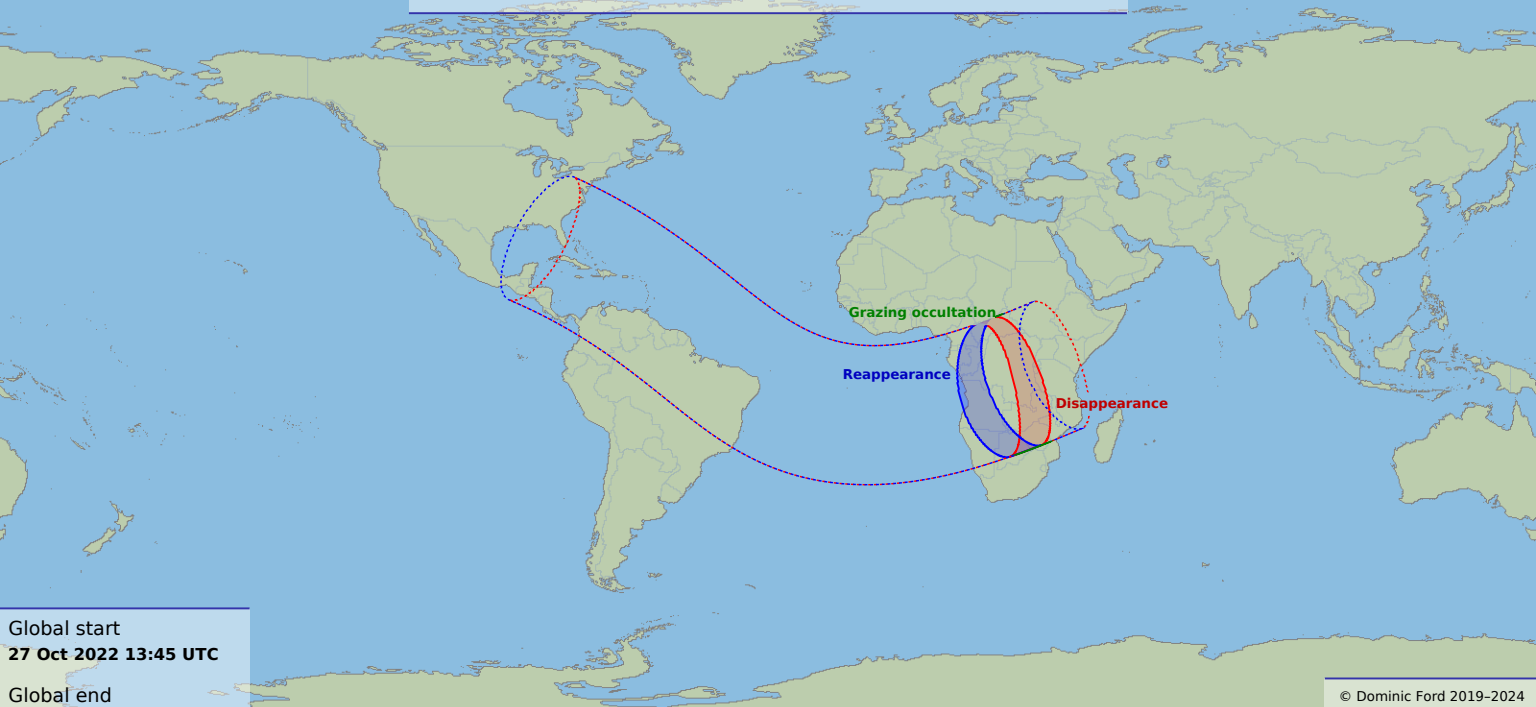 Grazing occultation
Reappearance
Disappearance
Global start
27 Oct 2022 13:45 UTC
Global end
© Dominic Ford 2019–2024